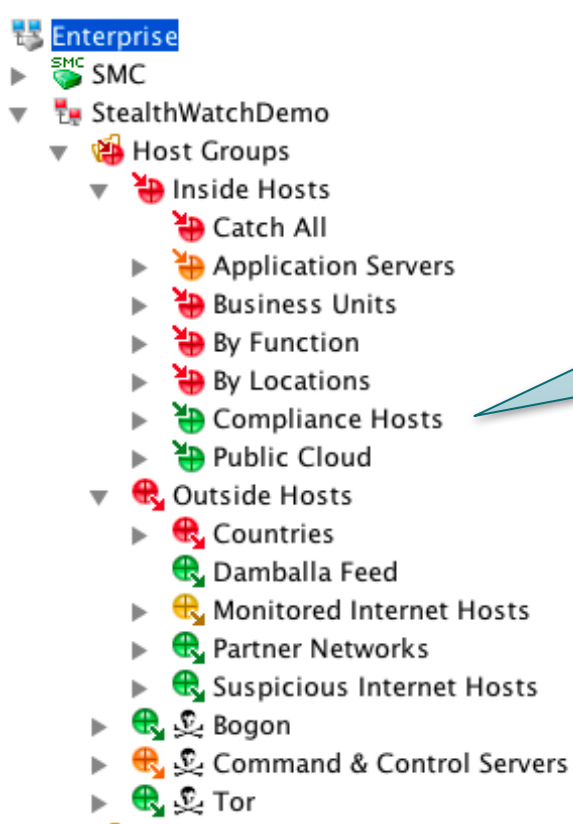 Enterprise
SMC SMC
StealthWatchDemo
Host Groups
Inside Hosts
Catch All
Application Servers
Business Units
By Function
By Locations
Compliance Hosts
Public Cloud
Outside Hosts
Countries
Damballa Feed
Monitored Internet Hosts
Partner Networks
Suspicious Internet Hosts
Bogon
Command & Control Servers
Tor